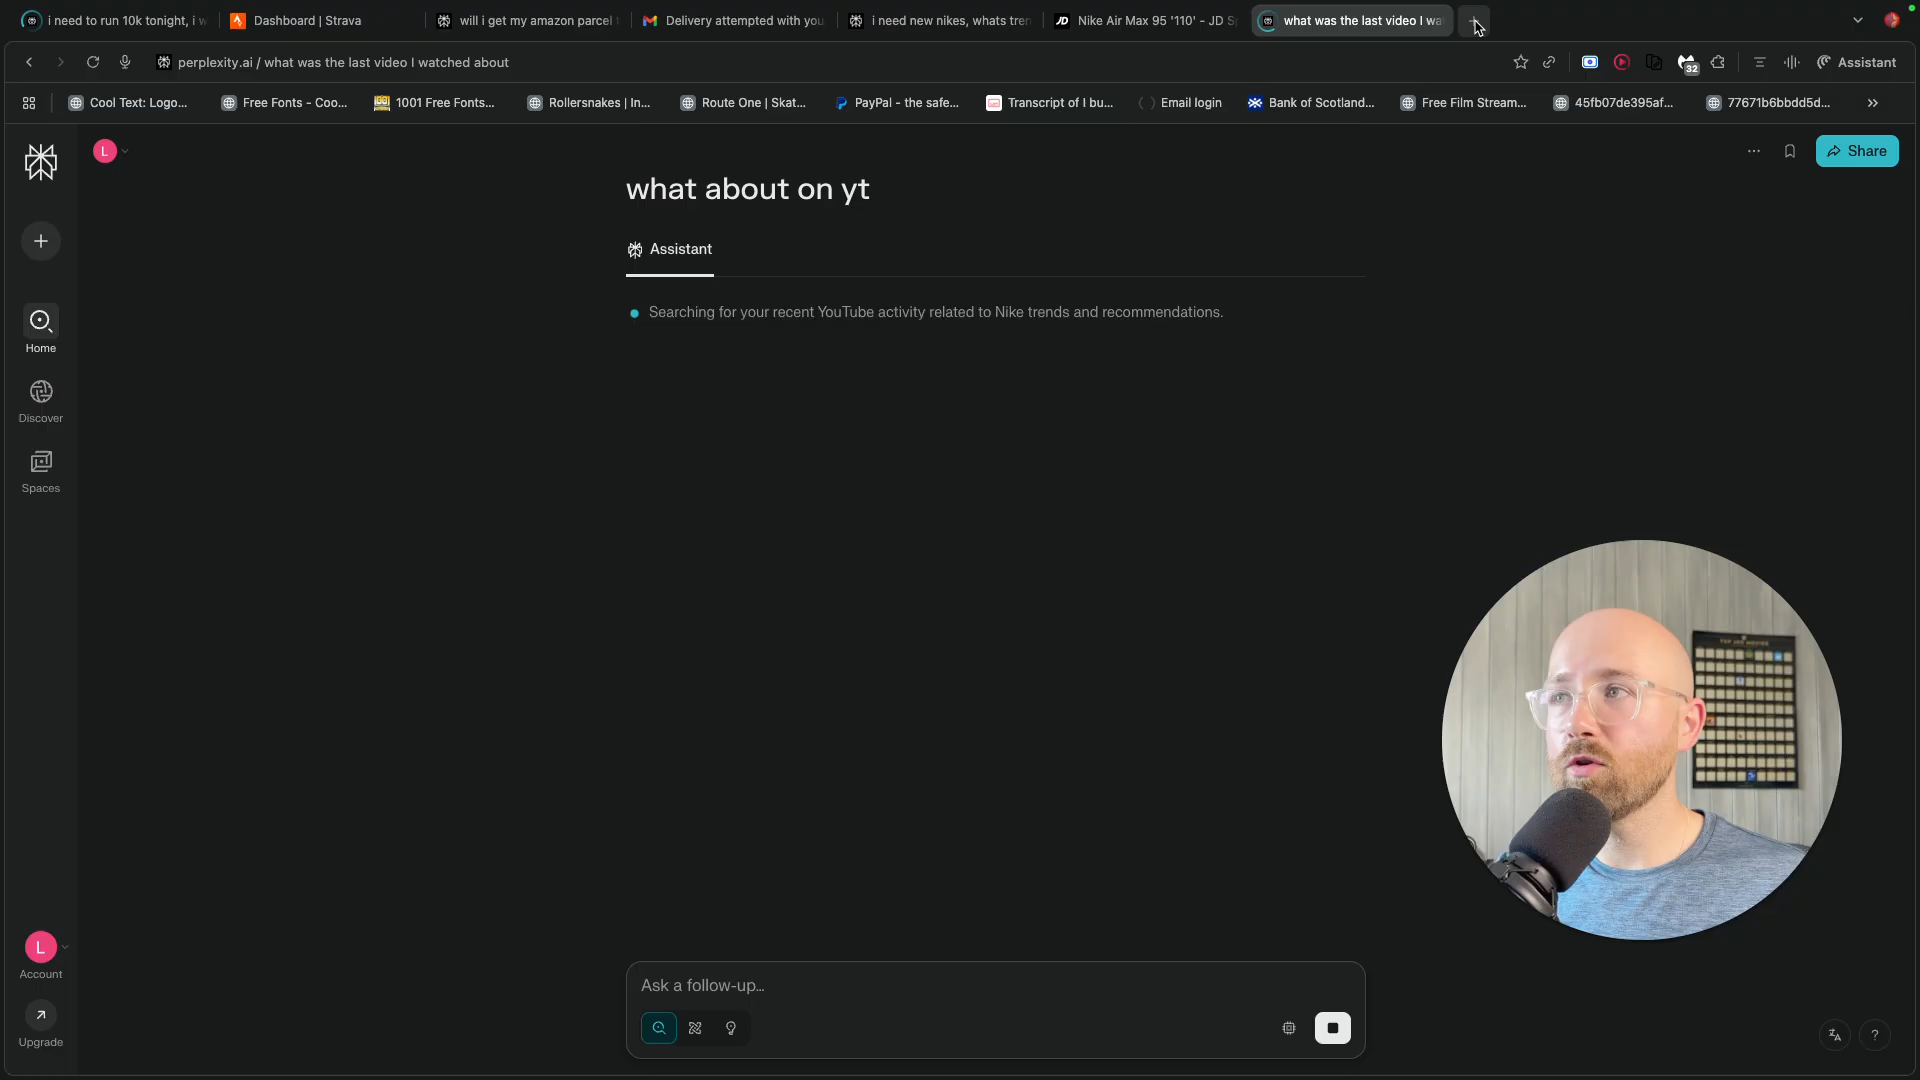 i need to run 10k tonight, i w
Dashboard | Strava
will i get my amazon parcel
Delivery attempted with you
i need new nikes, whats tren
Nike Air Max 95 '110' - JD S
what was the last video I wa
perplexity.ai / what was the last video I watched about
32
Assistant
Cool Text: Logo...
Free Fonts - Coo...
1001 Free Fonts...
Rollersnakes | In...
Route One | Skat...
PayPal - the safe...
Transcript of I bu...
Email login
Bank of Scotland...
Free Film Stream...
45fb07de395af...
77671b6bbdd5d...
L
Share
what about on yt
Assistant
Searching for your recent YouTube activity related to Nike trends and recommendations.
Home
Discover
Spaces
L
Account
Upgrade
Ask a follow-up...